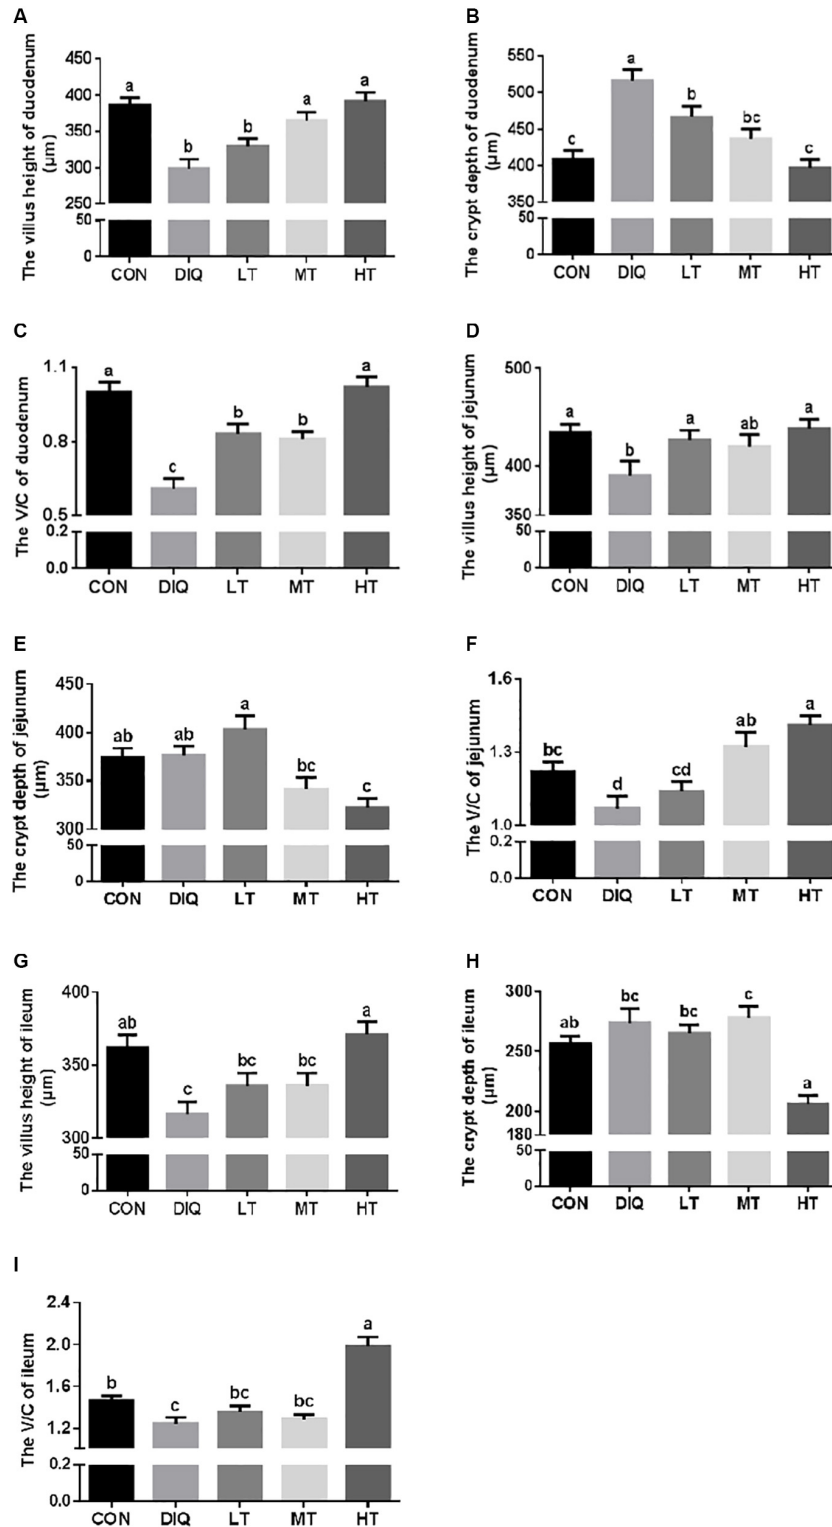 A
The villus height of duodenum
(μm)
450
400
350
300
250
50
0
a
b
b
a
a
CON DIQ LT MT HT
B
The crypt depth of duodenum
(μm)
550
500
450
400
350
50
0
c
a
b
bc
c
CON DIQ LT MT HT
C
The V/C of duodenum
1.1
0.8
0.5
0.2
0.0
a
c
b
b
a
CON DIQ LT MT HT
D
The villus height of jejunum
(μm)
500
400
350
50
0
a
b
a
ab
a
CON DIQ LT MT HT
E
The crypt depth of jejunum
(μm)
450
400
350
300
50
0
ab
ab
a
bc
c
CON DIQ LT MT HT
F
The V/C of jejunum
1.6
1.3
1.0
0.2
0.0
bc
d
cd
ab
a
CON DIQ LT MT HT
G
The villus height of ileum
(μm)
400
350
300
50
0
ab
c
bc
bc
a
CON DIQ LT MT HT
H
The crypt depth of ileum
(μm)
300
250
200
180
50
0
ab
bc
bc
c
a
CON DIQ LT MT HT
I
The V/C of ileum
2.4
2.0
1.6
1.2
0.2
0.0
b
c
bc
bc
a
CON DIQ LT MT HT